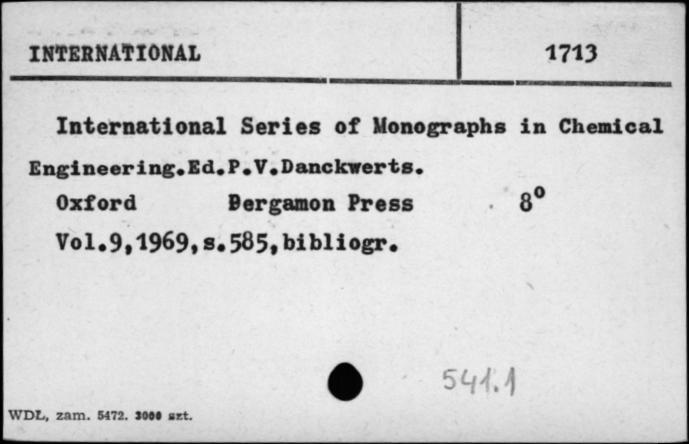 INTERNATIONAL 1713
International Series of Monographs in Chemical
Engineering.Ed.P.V.Danckwerts.
Oxford Bergamon Press 8°
Vol.9,1969,s.585,bibliogr.
541.1
WDL, zam. 5472. 3000 szt.